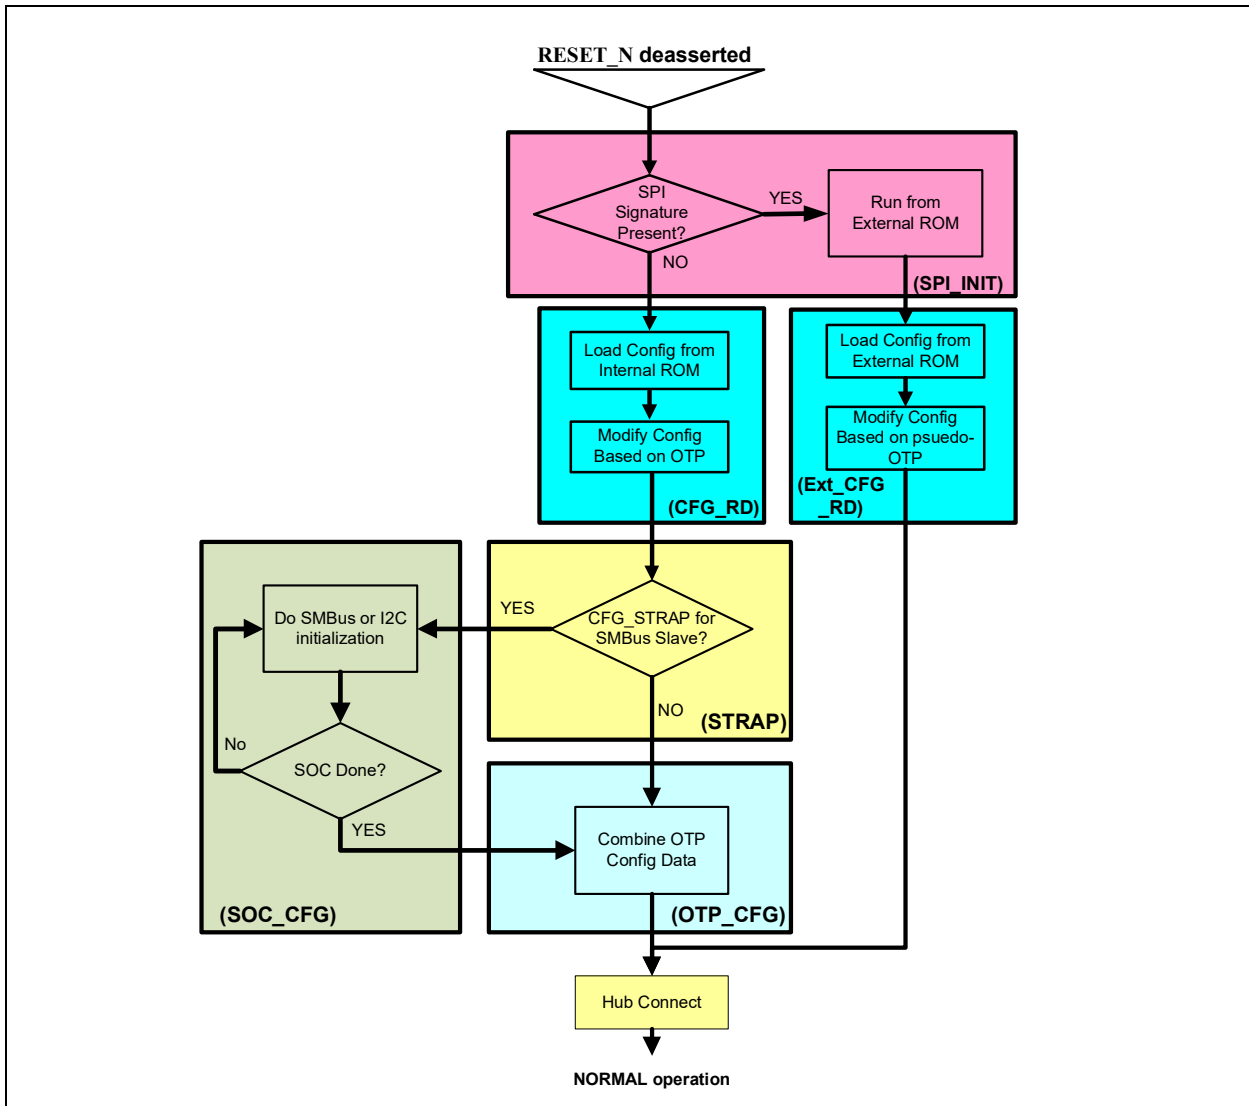 RESET_N deasserted
SPI
Signature
Present?
YES
NO
Run from
External ROM
(SPI_INIT)
Load Config from
Internal ROM
Modify Config
Based on OTP
(CFG_RD)
Load Config from
External ROM
Modify Config
Based on psuedo-
OTP
(Ext_CFG
_RD)
CFG_STRAP for
SMBus Slave?
YES
NO
(STRAP)
Do SMBus or I2C
initialization
SOC Done?
No
YES
(SOC_CFG)
Combine OTP
Config Data
(OTP_CFG)
Hub Connect
NORMAL operation